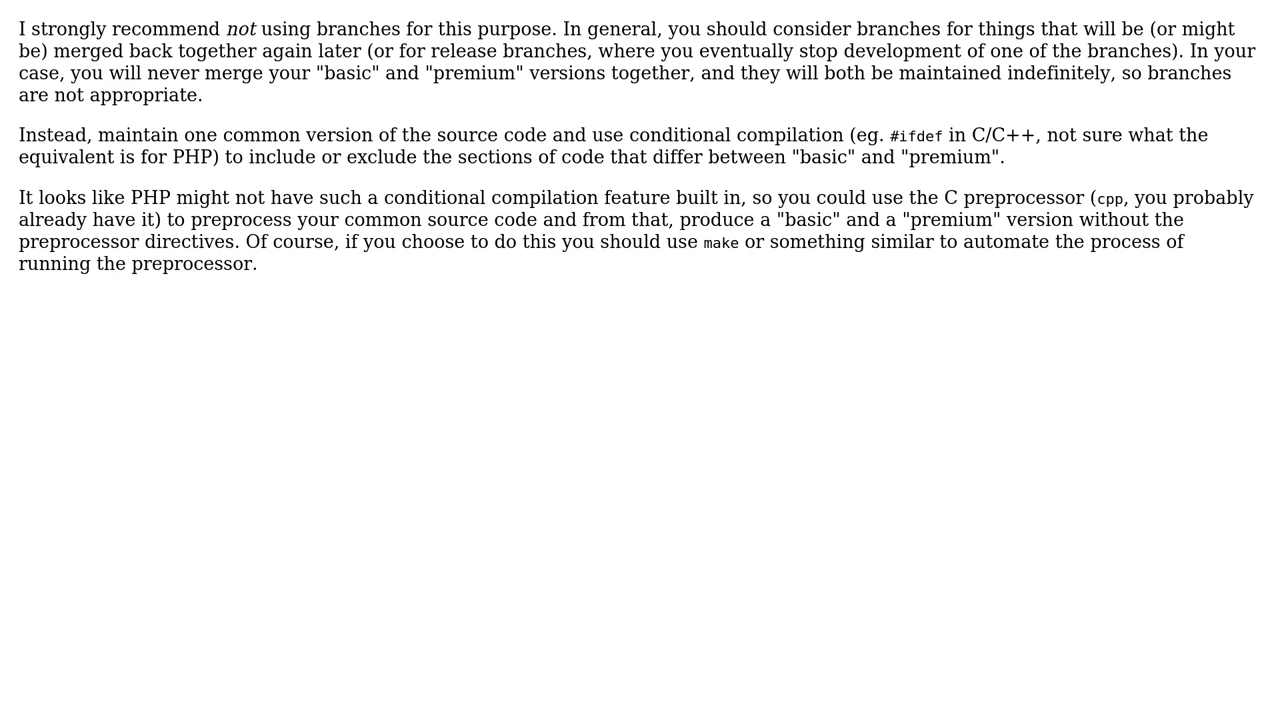 I strongly recommend not using branches for this purpose. In general, you should consider branches for things that will be (or might
be) merged back together again later (or for release branches, where you eventually stop development of one of the branches). In your
case, you will never merge your "basic" and "premium" versions together, and they will both be maintained indefinitely, so branches
are not appropriate.
Instead, maintain one common version of the source code and use conditional compilation (eg. #ifdef in C/C++, not sure what the
equivalent is for PHP) to include or exclude the sections of code that differ between "basic" and "premium".
It looks like PHP might not have such a conditional compilation feature built in, so you could use the C preprocessor (cpp, you probably
already have it) to preprocess your common source code and from that, produce a "basic" and a "premium" version without the
preprocessor directives. Of course, if you choose to do this you should use make or something similar to automate the process of
running the preprocessor.